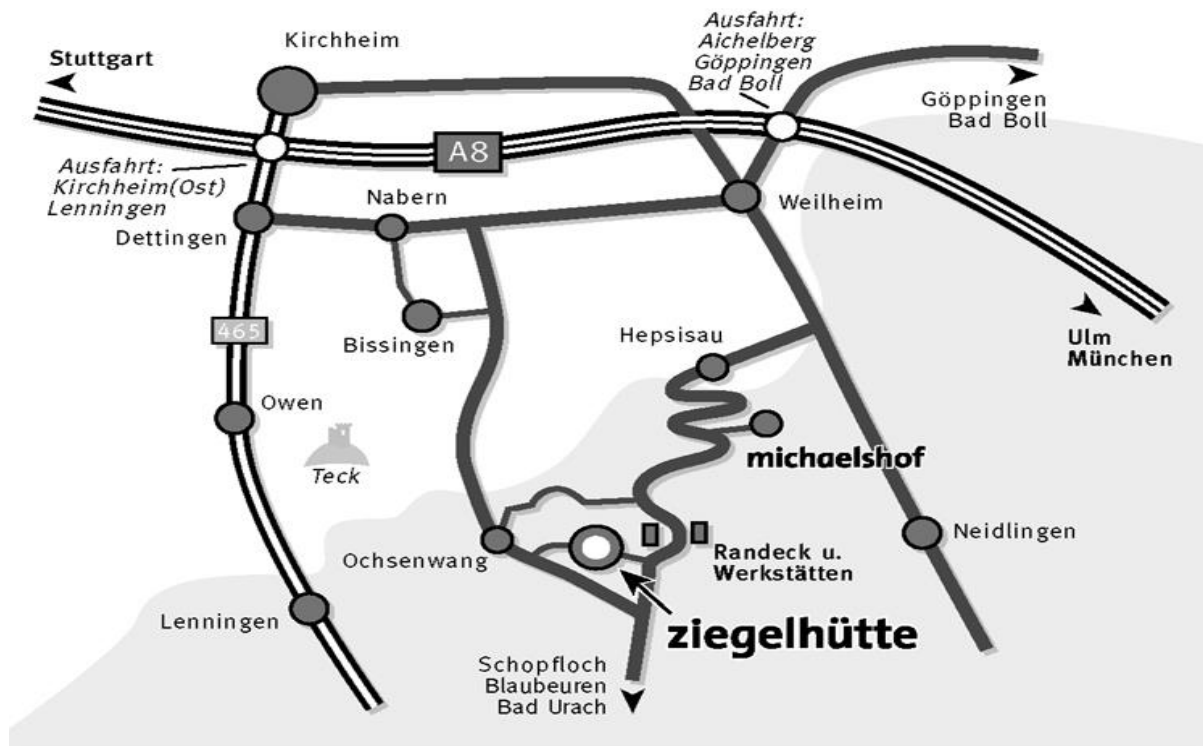 Kirchheim
Stuttgart
Ausfahrt:
Aichelberg
Göppingen
Bad Boll
Göppingen
Bad Boll
A8
Ausfahrt:
Kirchheim(Ost)
Lenningen
Nabern
Weilheim
Dettingen
465
Bissingen
Hepsisau
Ulm
München
Owen
Teck
michaelshof
Ochsenwang
Randeck u.
Werkstätten
Neidlingen
Lenningen
ziegelhütte
Schopfloch
Blaubeuren
Bad Urach